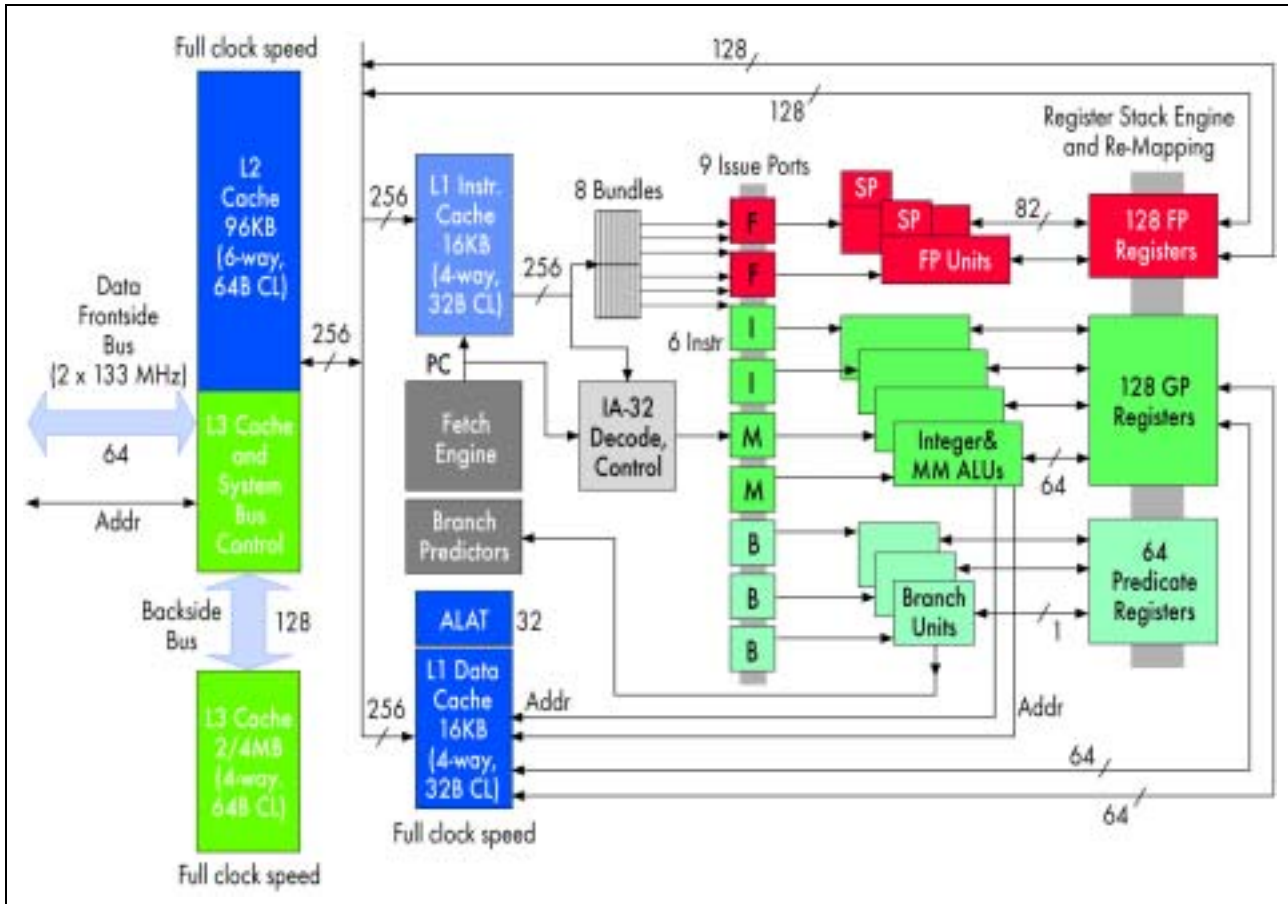 Full clock speed
L2
Cache
96KB
(6-way,
64B CL)
Data
Frontside
Bus
(2 x 133 MHz)
64
Addr
L3 Cache
and
System
Bus
Control
Backside
Bus
128
L3 Cache
2/4MB
(4-way,
64B CL)
Full clock speed
256
256
L1 Instr.
Cache
16KB
(4-way,
32B CL)
256
PC
Fetch
Engine
Branch
Predictors
IA-32
Decode,
Control
ALAT
32
L1 Data
Cache
16KB
(4-way,
32B CL)
256
Full clock speed
8 Bundles
9 Issue Ports
6 Instr
F
F
I
I
M
M
B
B
B
SP
SP
FP Units
Integer&
MM ALUs
Branch
Units
128
128
Register Stack Engine
and Re-Mapping
82
128 FP
Registers
128 GP
Registers
64
64
Predicate
Registers
1
Addr
Addr
64
64